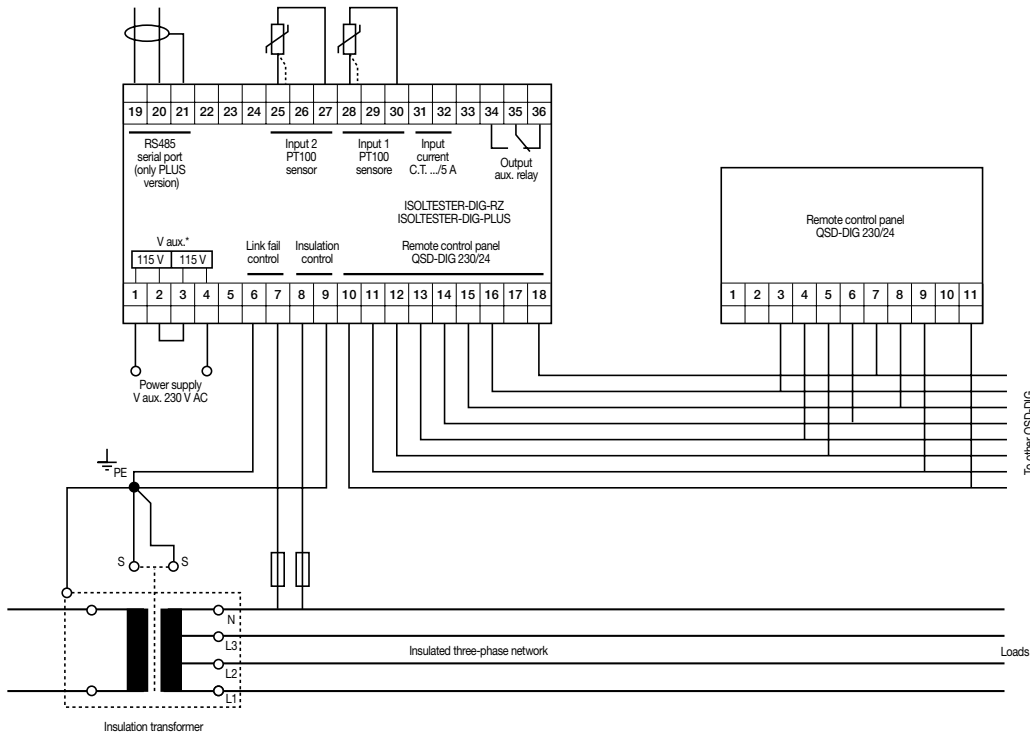 19 20 21 22 23 24 25 26 27 28 29 30 31 32 33 34 35 36
RS485
serial port
(only PLUS
version)
Input 2
PT100
sensor
Input 1
PT100
sensore
Input
current
C.T. .../5 A
Output
aux. relay
ISOLTESTER-DIG-RZ
ISOLTESTER-DIG-PLUS
V aux.*
115 V 115 V
Link fail
control
Insulation
control
Remote control panel
QSD-DIG 230/24
1 2 3 4 5 6 7 8 9 10 11 12 13 14 15 16 17 18
Power supply
V aux. 230 V AC
Remote control panel
QSD-DIG 230/24
1 2 3 4 5 6 7 8 9 10 11
To other QSD-DIG
PE
S S
N
L3
L2
L1
Insulated three-phase network
Loads
Insulation transformer